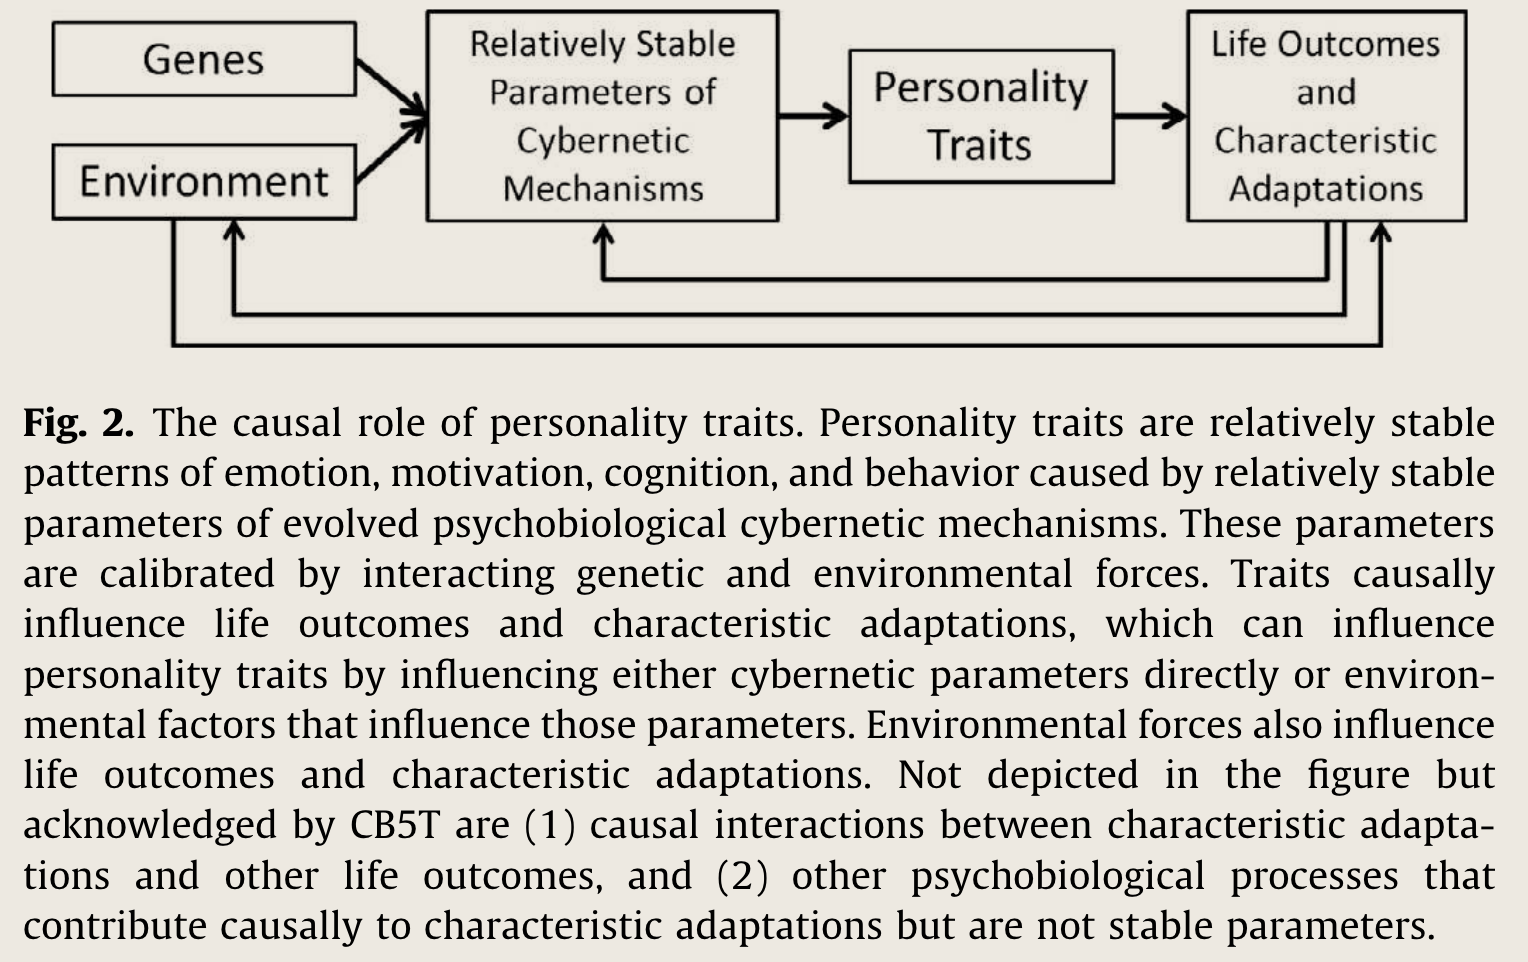 Genes
Environment
Relatively Stable
Parameters of
Cybernetic
Mechanisms
Personality
Traits
Life Outcomes
and
Characteristic
Adaptations
Fig. 2. The causal role of personality traits. Personality traits are relatively stable
patterns of emotion, motivation, cognition, and behavior caused by relatively stable
parameters of evolved psychobiological cybernetic mechanisms. These parameters
are calibrated by interacting genetic and environmental forces. Traits causally
influence life outcomes and characteristic adaptations, which can influence
personality traits by influencing either cybernetic parameters directly or environ-
mental factors that influence those parameters. Environmental forces also influence
life outcomes and characteristic adaptations. Not depicted in the figure but
acknowledged by CB5T are (1) causal interactions between characteristic adapta-
tions and other life outcomes, and (2) other psychobiological processes that
contribute causally to characteristic adaptations but are not stable parameters.